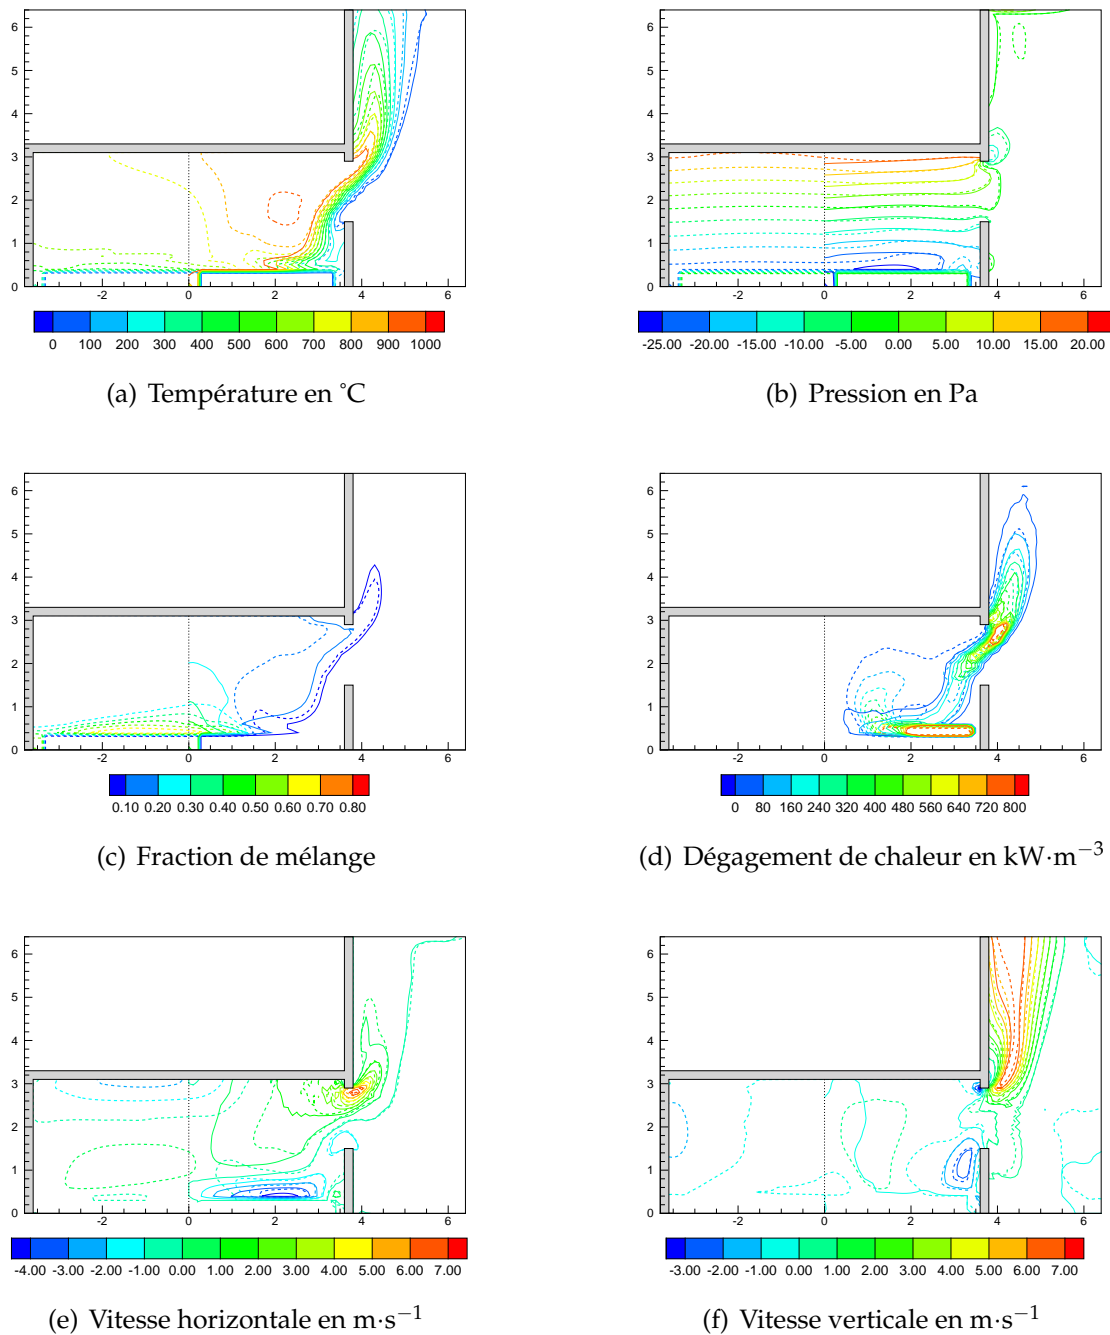 6
5
4
3
2
1
0
-2 0 2 4 6
0 100 200 300 400 500 600 700 800 900 1000
(a) Température en °C
6
5
4
3
2
1
0
-2 0 2 4 6
-25.00 -20.00 -15.00 -10.00 -5.00 0.00 5.00 10.00 15.00 20.00
(b) Pression en Pa
6
5
4
3
2
1
0
-2 0 2 4 6
0.10 0.20 0.30 0.40 0.50 0.60 0.70 0.80
(c) Fraction de mélange
6
5
4
3
2
1
0
-2 0 2 4 6
0 80 160 240 320 400 480 560 640 720 800
(d) Dégagement de chaleur en kW·m⁻³
6
5
4
3
2
1
0
-2 0 2 4 6
-4.00 -3.00 -2.00 -1.00 0.00 1.00 2.00 3.00 4.00 5.00 6.00 7.00
(e) Vitesse horizontale en m·s⁻¹
6
5
4
3
2
1
0
-2 0 2 4 6
-3.00 -2.00 -1.00 0.00 1.00 2.00 3.00 4.00 5.00 6.00 7.00
(f) Vitesse verticale en m·s⁻¹